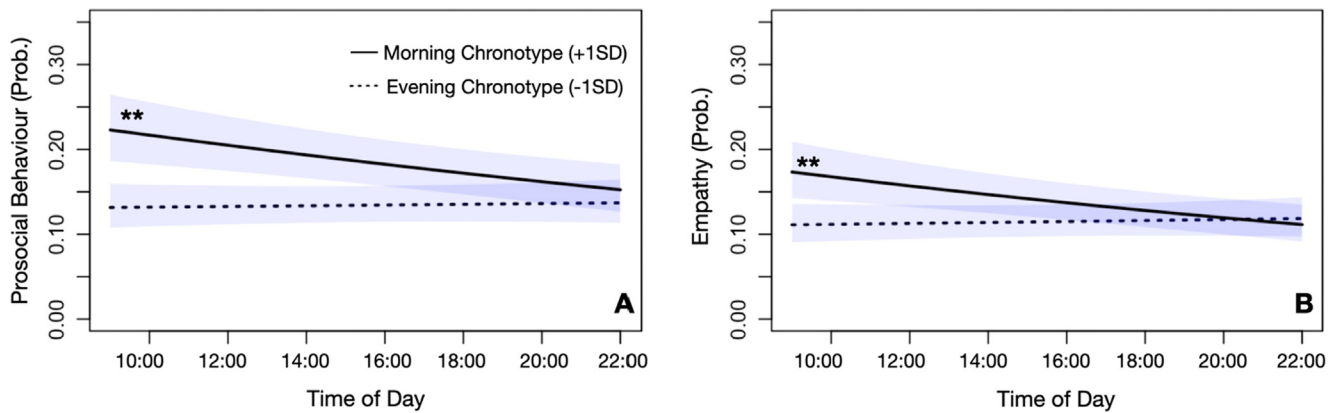 Prosocial Behaviour (Prob.)
0.30
0.20
0.10
0.00
Morning Chronotype (+1SD)
Evening Chronotype (-1SD)
**
A
10:00 12:00 14:00 16:00 18:00 20:00 22:00
Time of Day
Empathy (Prob.)
0.30
0.20
0.10
0.00
**
B
10:00 12:00 14:00 16:00 18:00 20:00 22:00
Time of Day